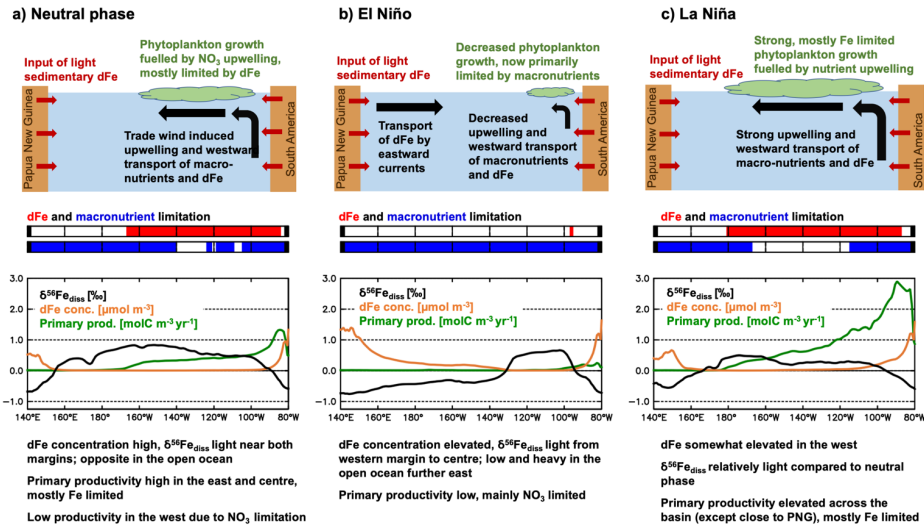 a) Neutral phase
Phytoplankton growth
fuelled by NO3 upwelling,
mostly limited by dFe
Input of light
sedimentary dFe
Papua New Guinea
South America
Trade wind induced
upwelling and westward
transport of macro-
nutrients and dFe
dFe and macronutrient limitation
3.0
2.0
1.0
0.0
−1.0
δ56Fediss [‰]
dFe conc. [µmol m−3]
Primary prod. [molC m−3 yr−1]
140°E 160°E 180° 160°W 140°W 120°W 100°W 80°W
dFe concentration high, δ56Fediss light near both
margins; opposite in the open ocean
Primary productivity high in the east and centre,
mostly Fe limited
Low productivity in the west due to NO3 limitation
b) El Niño
Decreased phytoplankton
growth, now primarily
limited by macronutrients
Input of light
sedimentary dFe
Papua New Guinea
South America
Transport
of dFe by
eastward
currents
Decreased
upwelling and
westward
transport of
macronutrients
and dFe
dFe and macronutrient limitation
3.0
2.0
1.0
0.0
−1.0
δ56Fediss [‰]
dFe conc. [µmol m−3]
Primary prod. [molC m−3 yr−1]
140°E 160°E 180° 160°W 140°W 120°W 100°W 80°W
dFe concentration elevated, δ56Fediss light from
western margin to centre; low and heavy in the
open ocean further east
Primary productivity low, mainly NO3 limited
c) La Niña
Strong, mostly Fe limited
phytoplankton growth
fuelled by nutrient upwelling
Input of light
sedimentary dFe
Papua New Guinea
South America
Strong upwelling and
westward transport of
macro-nutrients and dFe
dFe and macronutrient limitation
3.0
2.0
1.0
0.0
−1.0
δ56Fediss [‰]
dFe conc. [µmol m−3]
Primary prod. [molC m−3 yr−1]
140°E 160°E 180° 160°W 140°W 120°W 100°W 80°W
dFe somewhat elevated in the west
δ56Fediss relatively light compared to neutral
phase
Primary productivity elevated across the
basin (except close to PNG), mostly Fe limited